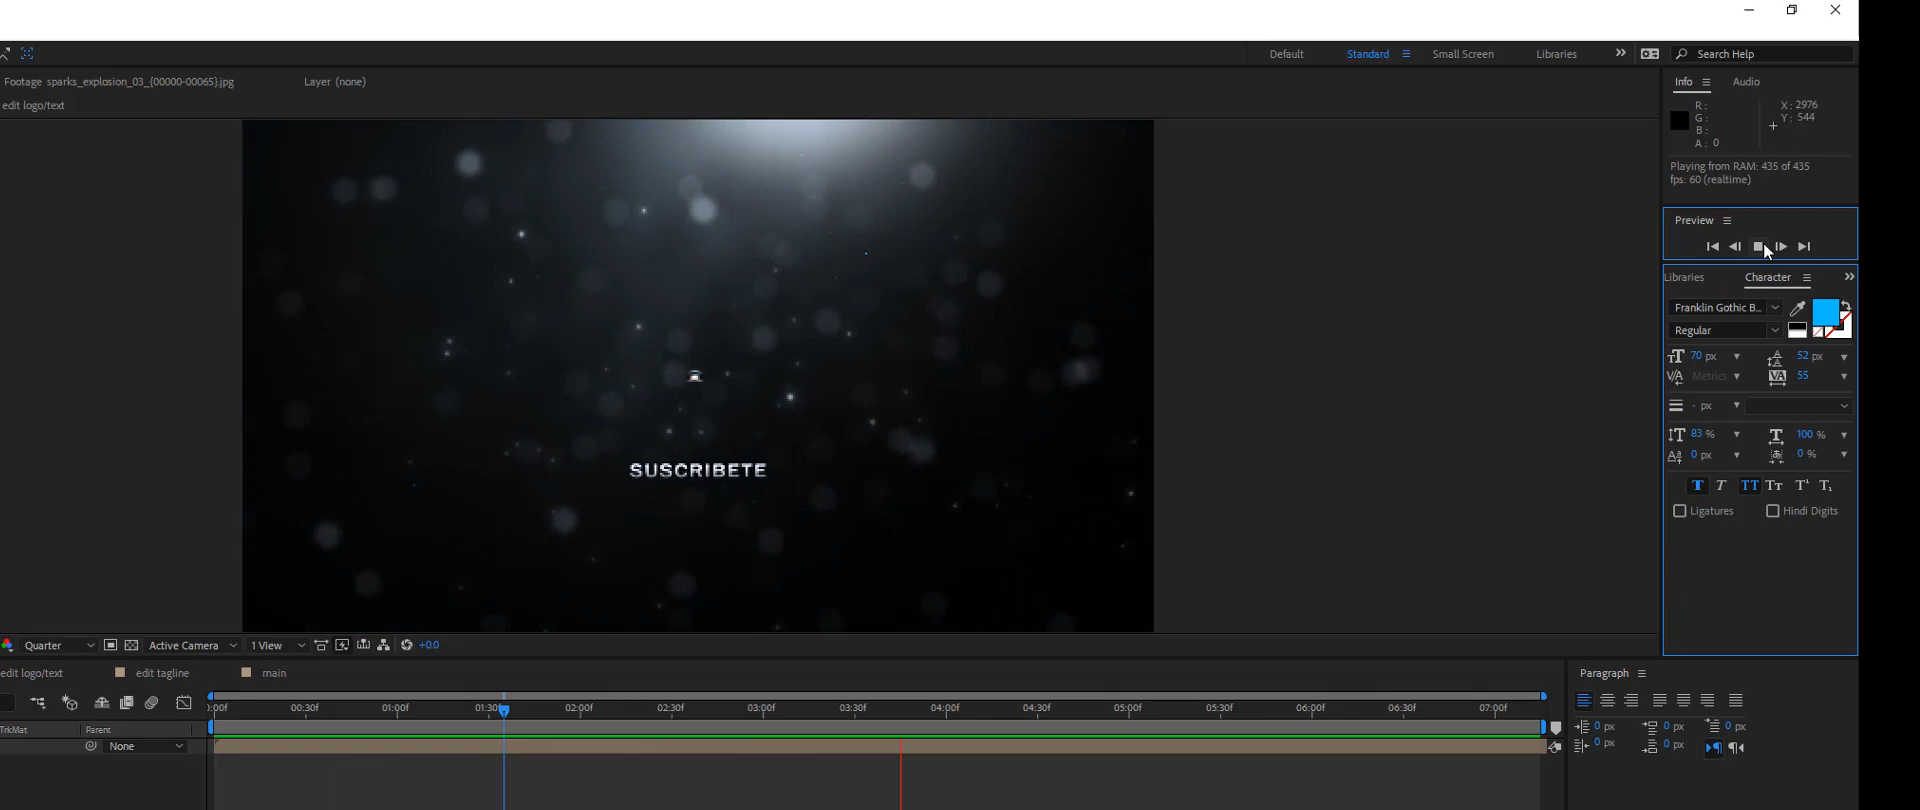 Default Standard Small Screen Libraries Search Help
Footage sparks_explosion_03_{00000-00065}.jpg Layer (none)
edit logo/text
Info Audio
R: X: 2976
G: Y: 544
B:
A: 0
Playing from RAM: 435 of 435
fps: 60 (realtime)
Preview
Libraries Character
Franklin Gothic B...
Regular
70 px 52 px
Metrics 55
- px
83 % 100 %
0 px 0 %
T T TT Tт T¹ T₁
Ligatures Hindi Digits
SUSCRIBETE
Quarter Active Camera 1 View +0.0
edit logo/text edit tagline main
Paragraph
:00f 00:30f 01:00f 01:30f 02:00f 02:30f 03:00f 03:30f 04:00f 04:30f 05:00f 05:30f 06:00f 06:30f 07:00f
TrkMat Parent
None
0 px 0 px 0 px
0 px 0 px